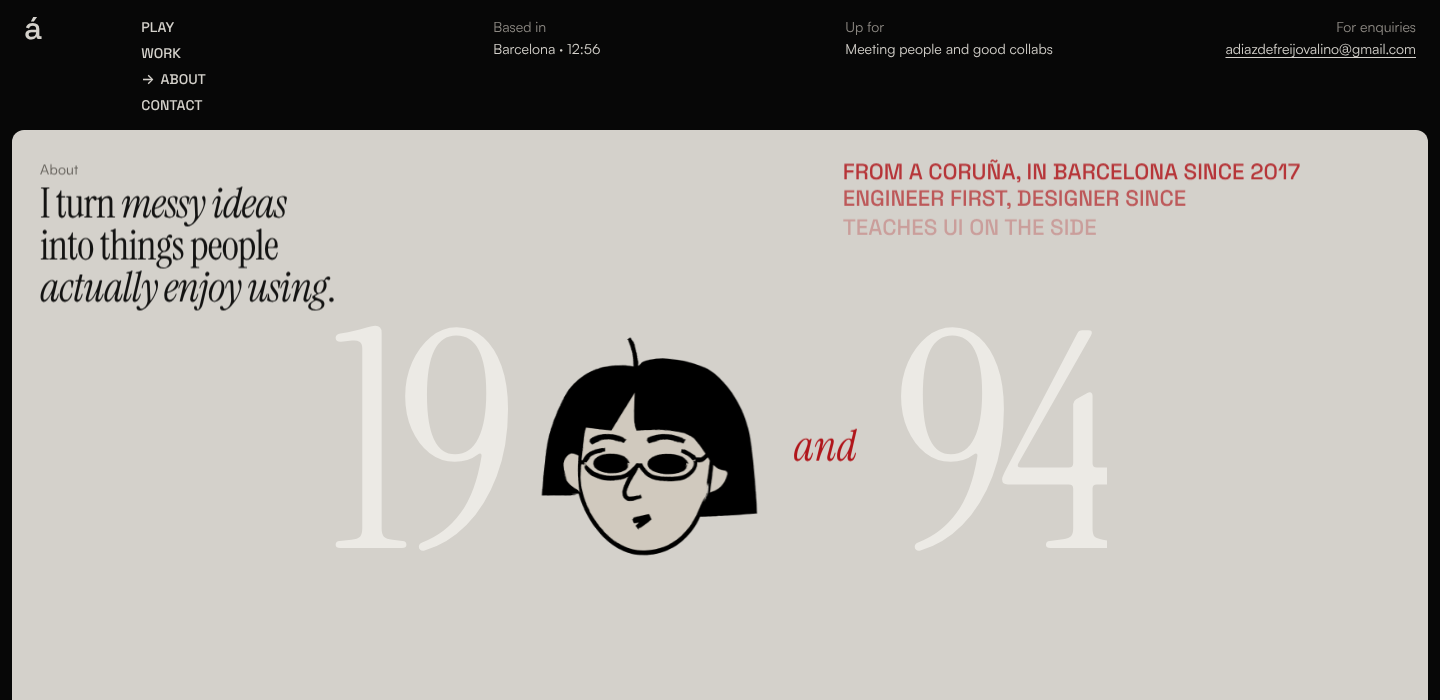 á
PLAY
WORK
→ ABOUT
CONTACT
Based in
Barcelona · 12:56
Up for
Meeting people and good collabs
For enquiries
adiazdefreijovalino@gmail.com
About
I turn messy ideas
into things people
actually enjoy using.
FROM A CORUÑA, IN BARCELONA SINCE 2017
ENGINEER FIRST, DESIGNER SINCE
TEACHES UI ON THE SIDE
19 and 94